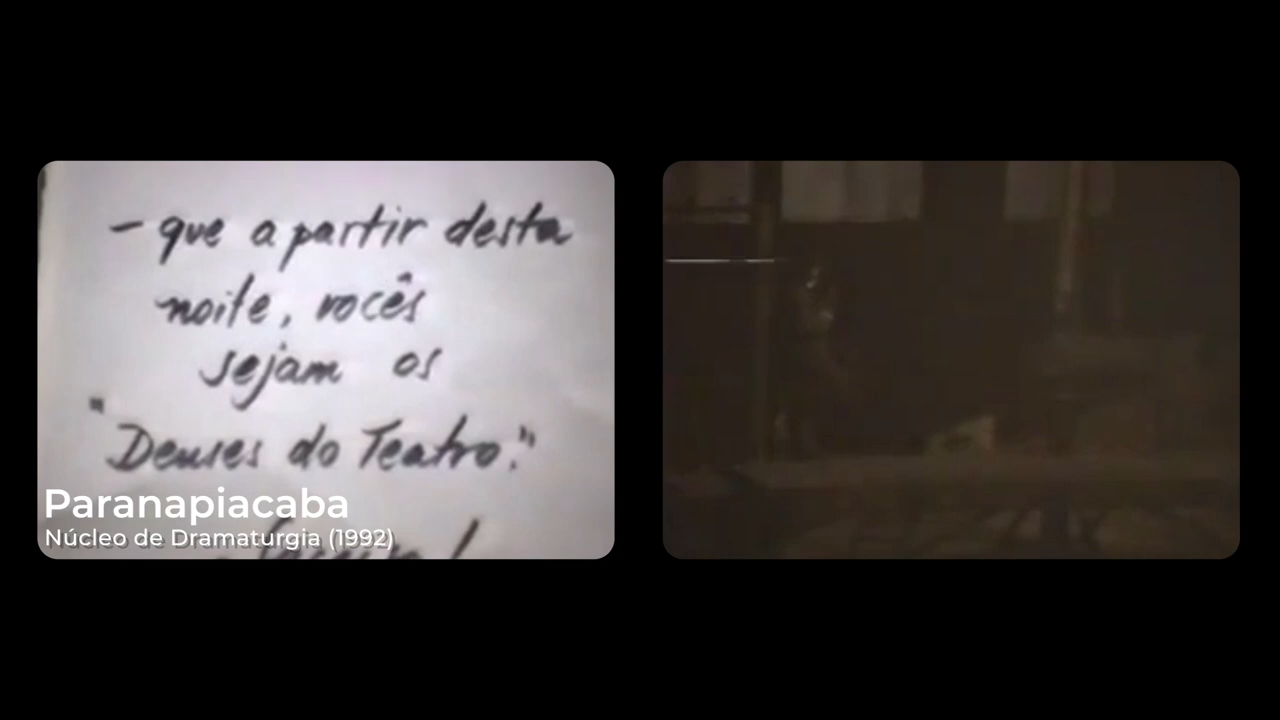 - que a partir desta
noite, vocês
sejam os
"Deuses do Teatro."
Paranapiacaba
Núcleo de Dramaturgia (1992)